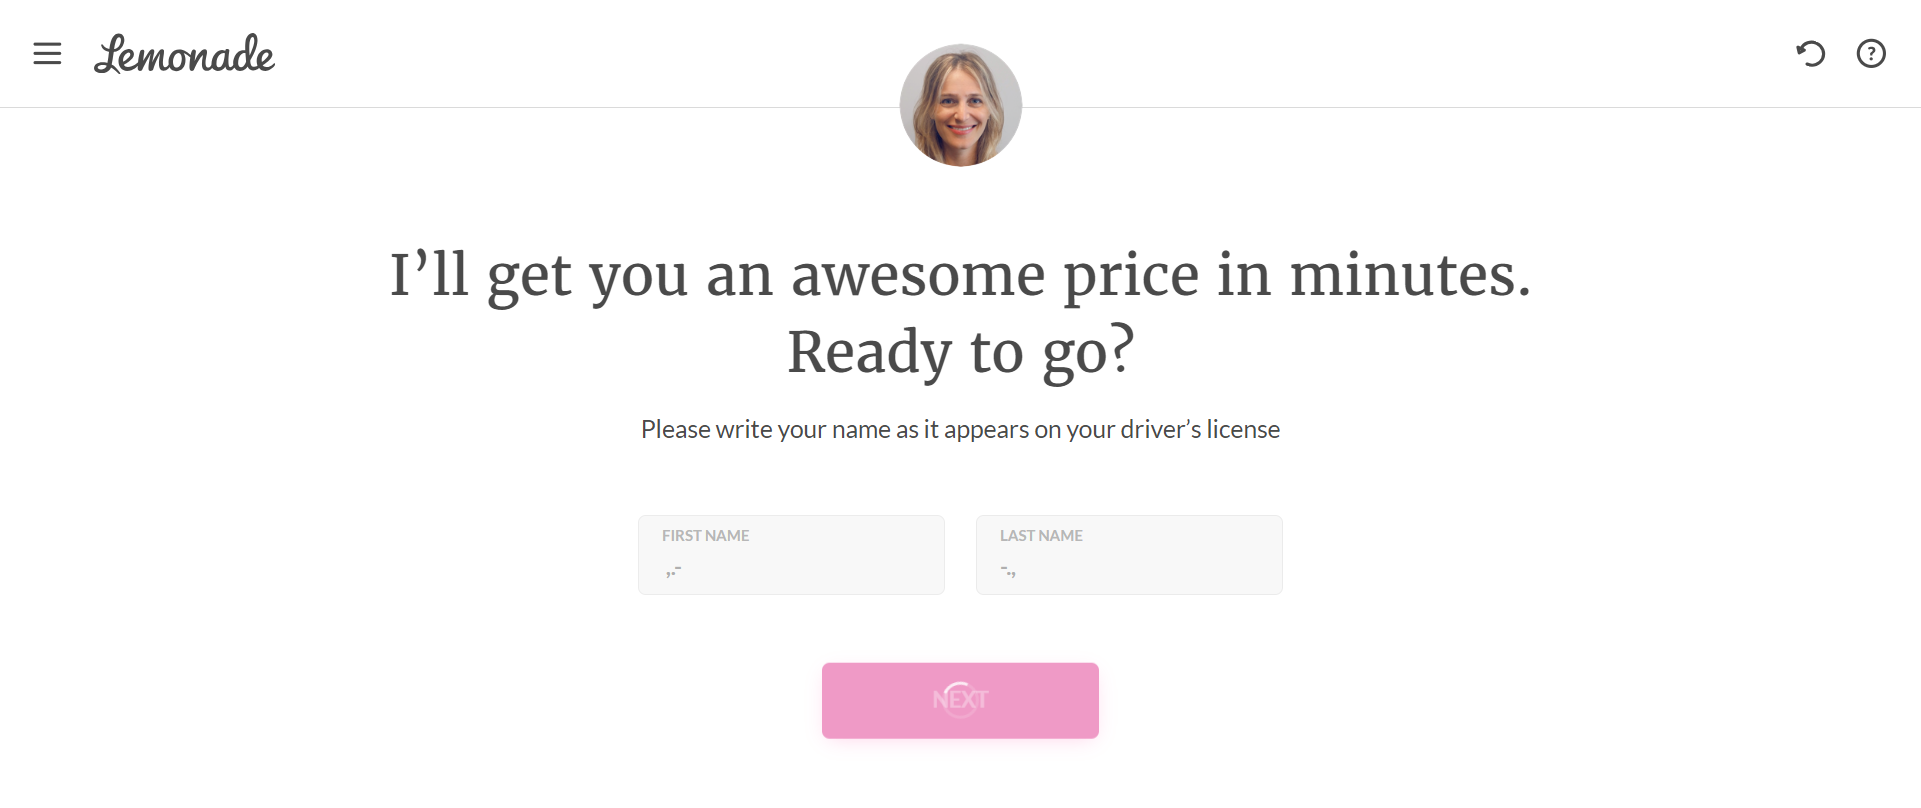 Lemonade
I’ll get you an awesome price in minutes.
Ready to go?
Please write your name as it appears on your driver’s license
FIRST NAME
,.-
LAST NAME
-.,
NEXT